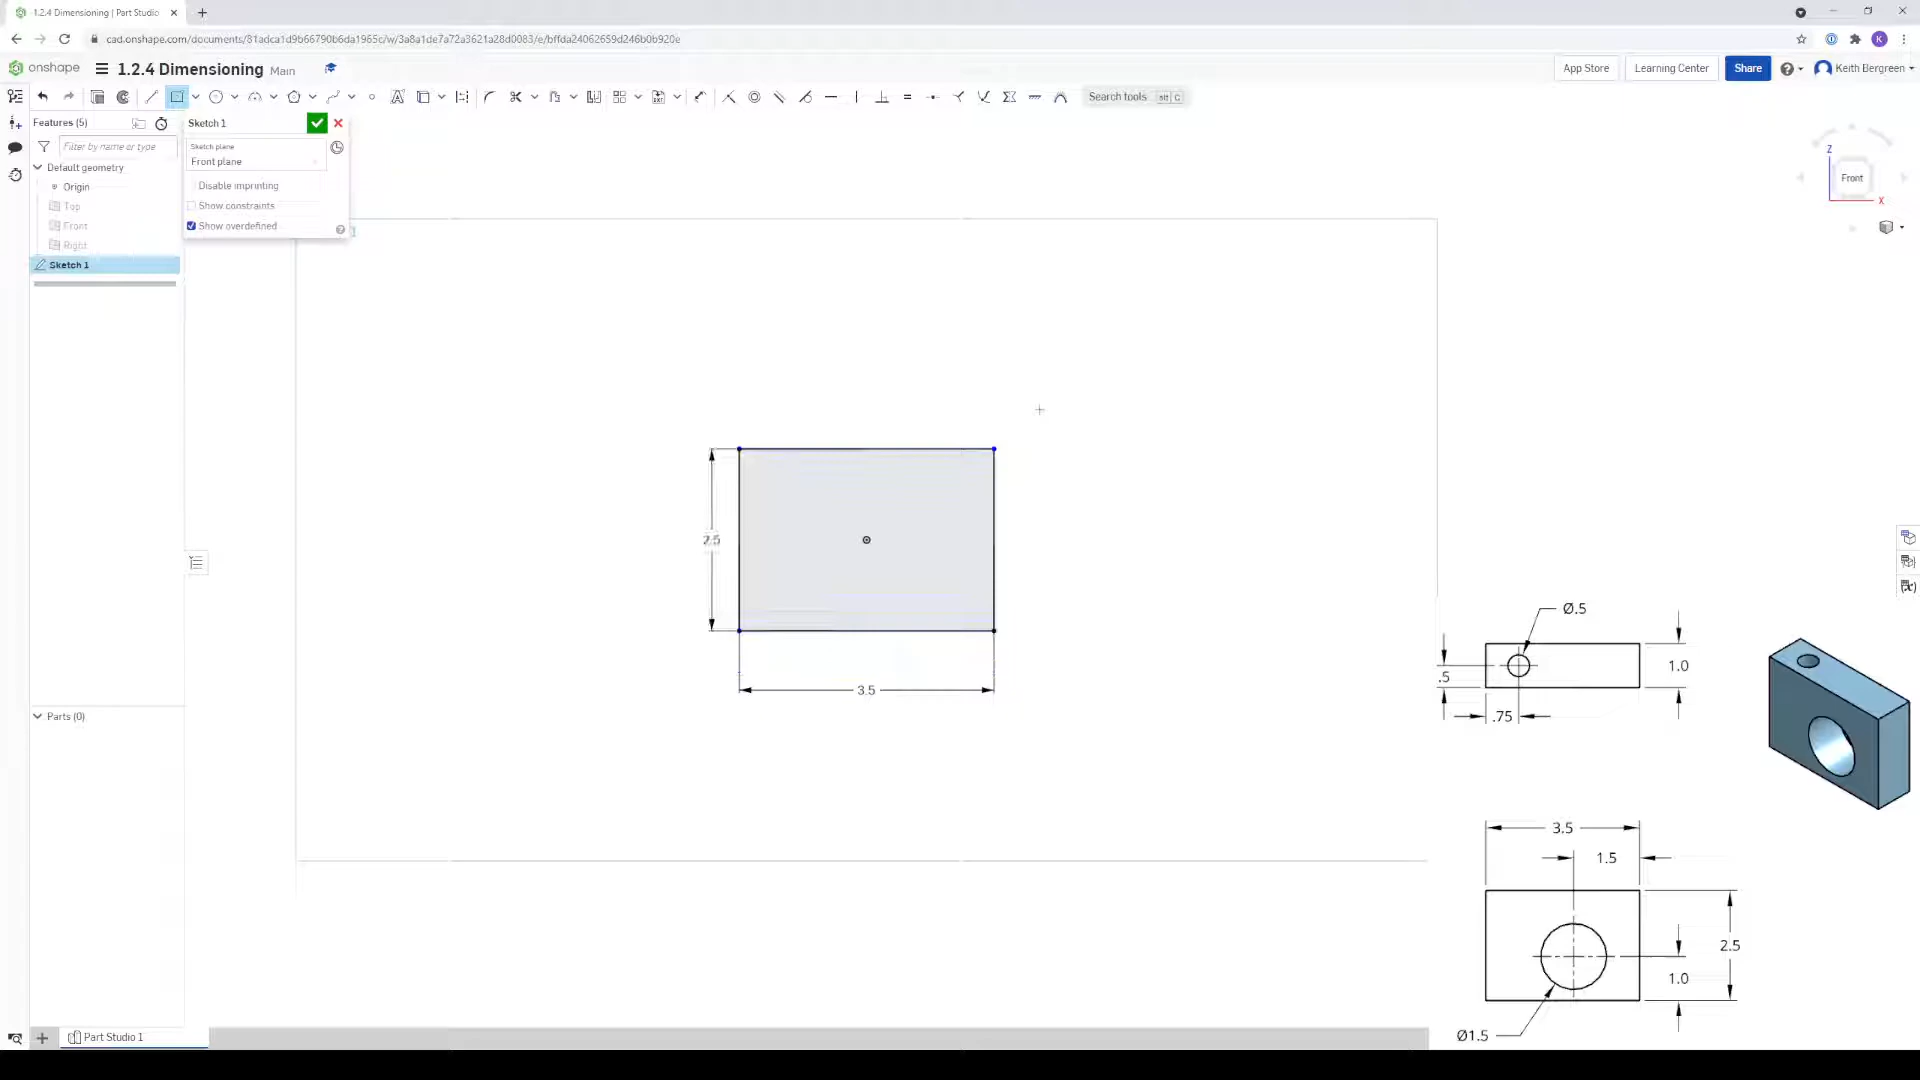 1.2.4 Dimensioning | Part Studio
cad.onshape.com/documents/81adca1d9b66790b6da1965c/w/3a8a1de7a72a3621a28d0083/e/bffda24062659d246b0b920e
K
onshape
1.2.4 Dimensioning Main
App Store
Learning Center
Share
Keith Bergreen
Search tools alt C
Features (5)
Filter by name or type
Default geometry
Origin
Top
Front
Right
Sketch 1
Sketch 1
Sketch plane
Front plane
Disable imprinting
Show constraints
Show overdefined
Z
Front
X
2.5
3.5
Ø.5
1.0
.5
.75
3.5
1.5
2.5
1.0
Ø1.5
Parts (0)
Part Studio 1